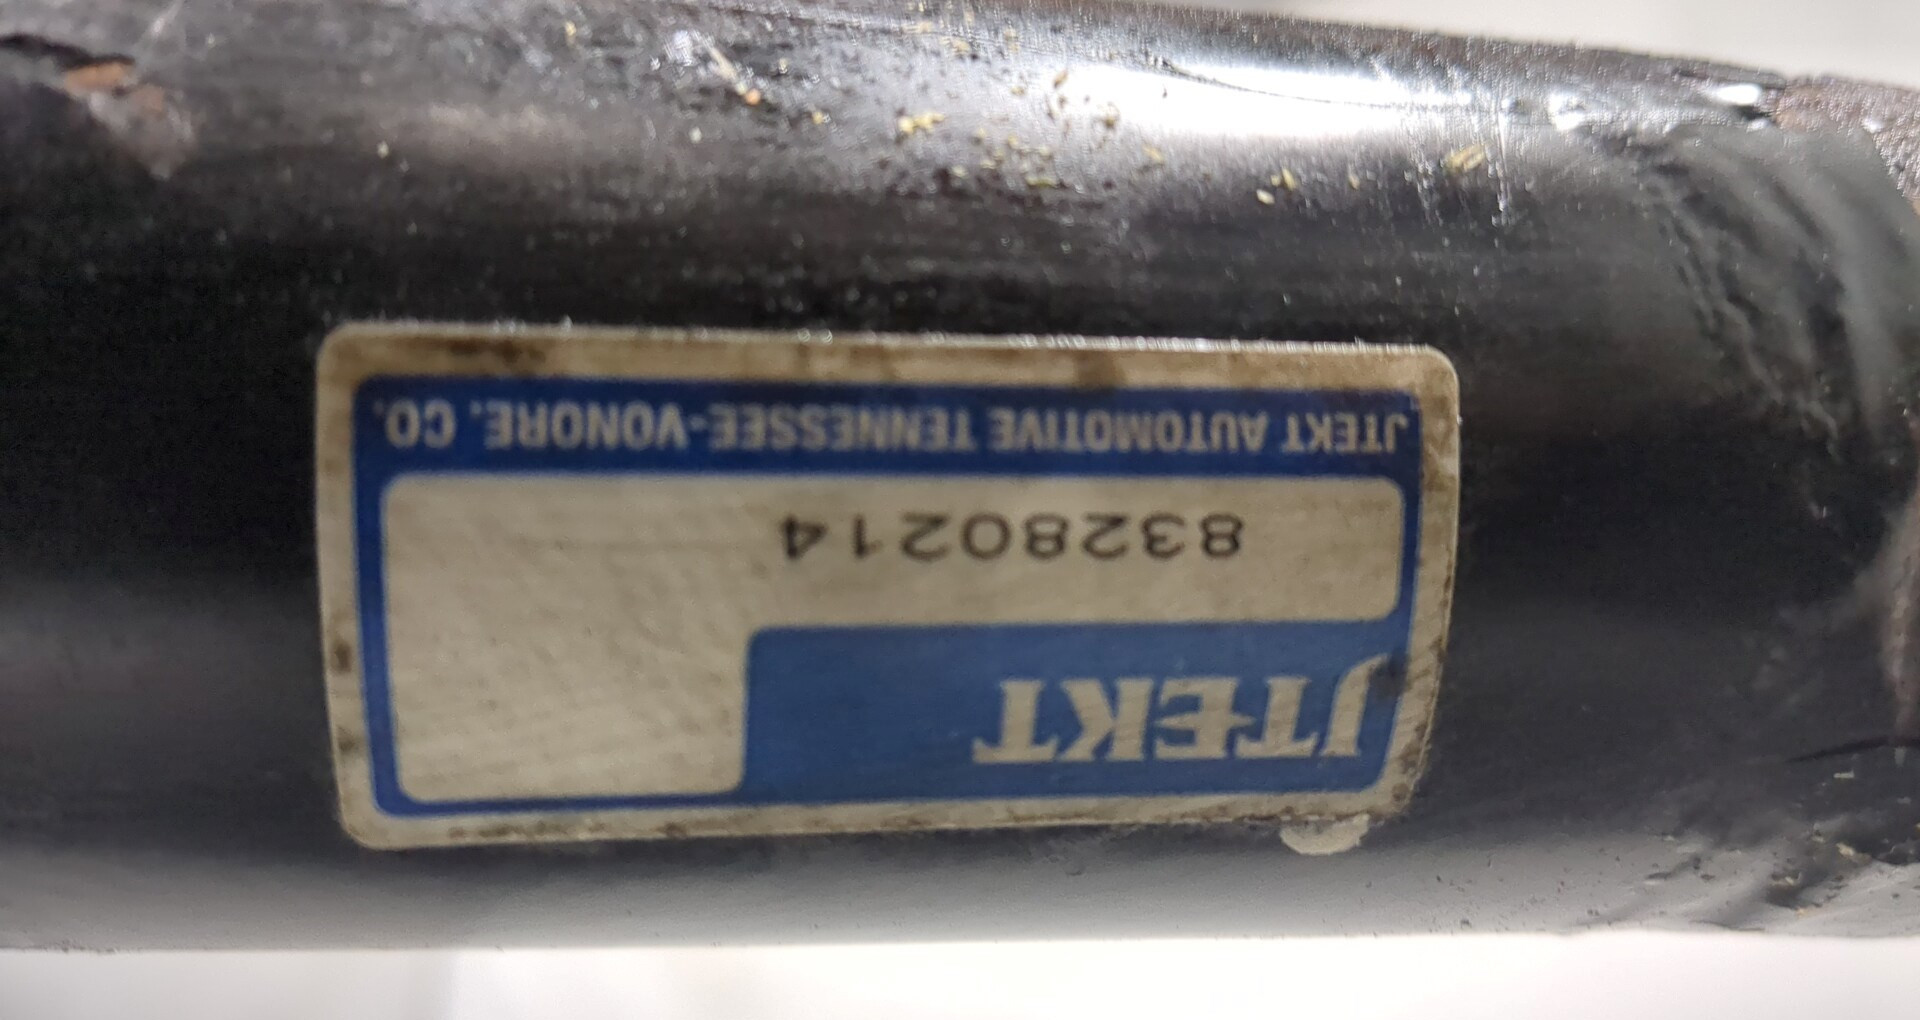 JTEKT
83280214
JTEKT AUTOMOTIVE TENNESSEE-VONORE. CO.